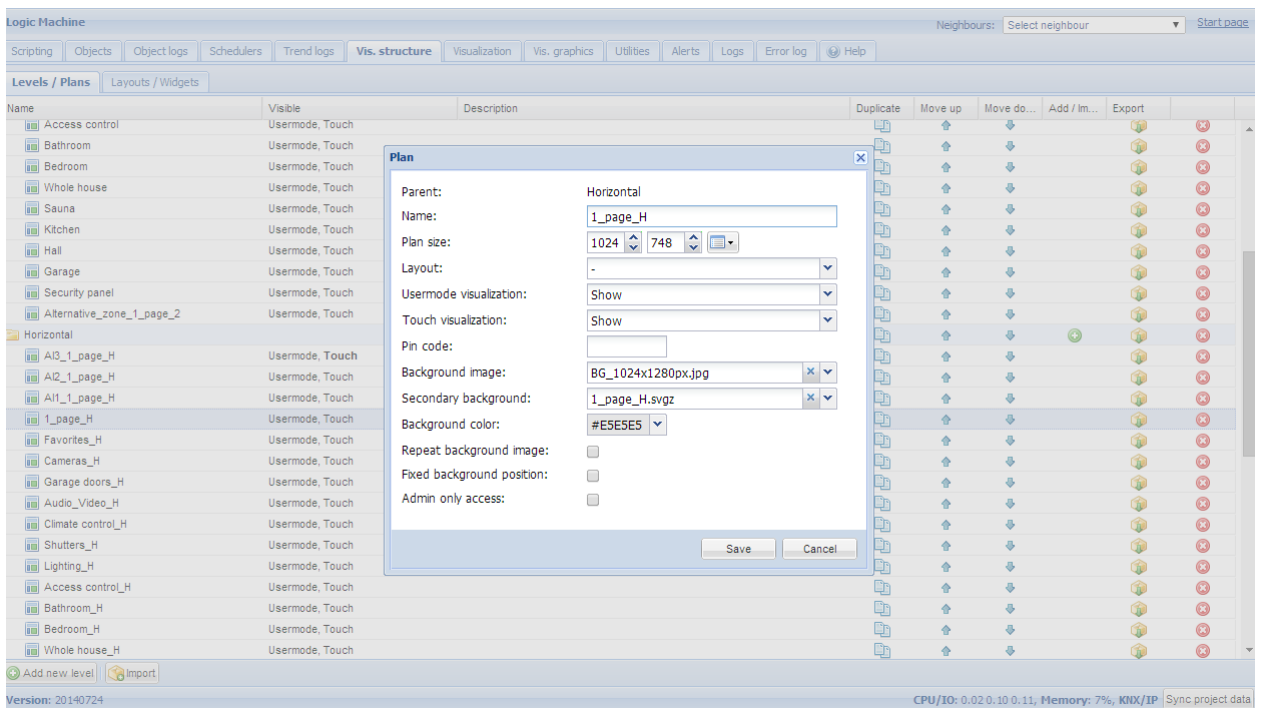 Logic Machine Neighbours: Select neighbour Start page
Scripting Objects Object logs Schedulers Trend logs Vis. structure Visualization Vis. graphics Utilities Alerts Logs Error log Help
Levels / Plans Layouts / Widgets
Name Visible Description Duplicate Move up Move do... Add / Im... Export
Access control Usermode, Touch
Bathroom Usermode, Touch
Bedroom Usermode, Touch
Whole house Usermode, Touch
Sauna Usermode, Touch
Kitchen Usermode, Touch
Hall Usermode, Touch
Garage Usermode, Touch
Security panel Usermode, Touch
Alternative_zone_1_page_2 Usermode, Touch
Horizontal
AI3_1_page_H Usermode, Touch
AI2_1_page_H Usermode, Touch
AI1_1_page_H Usermode, Touch
1_page_H Usermode, Touch
Favorites_H Usermode, Touch
Cameras_H Usermode, Touch
Garage doors_H Usermode, Touch
Audio_Video_H Usermode, Touch
Climate control_H Usermode, Touch
Shutters_H Usermode, Touch
Lighting_H Usermode, Touch
Access control_H Usermode, Touch
Bathroom_H Usermode, Touch
Bedroom_H Usermode, Touch
Whole house_H Usermode, Touch
Plan
Parent: Horizontal
Name: 1_page_H
Plan size: 1024 748
Layout: -
Usermode visualization: Show
Touch visualization: Show
Pin code:
Background image: BG_1024x1280px.jpg
Secondary background: 1_page_H.svgz
Background color: #E5E5E5
Repeat background image:
Fixed background position:
Admin only access:
Save Cancel
Add new level Import
Version: 20140724 CPU/IO: 0.02 0.10 0.11, Memory: 7%, KNX/IP Sync project data